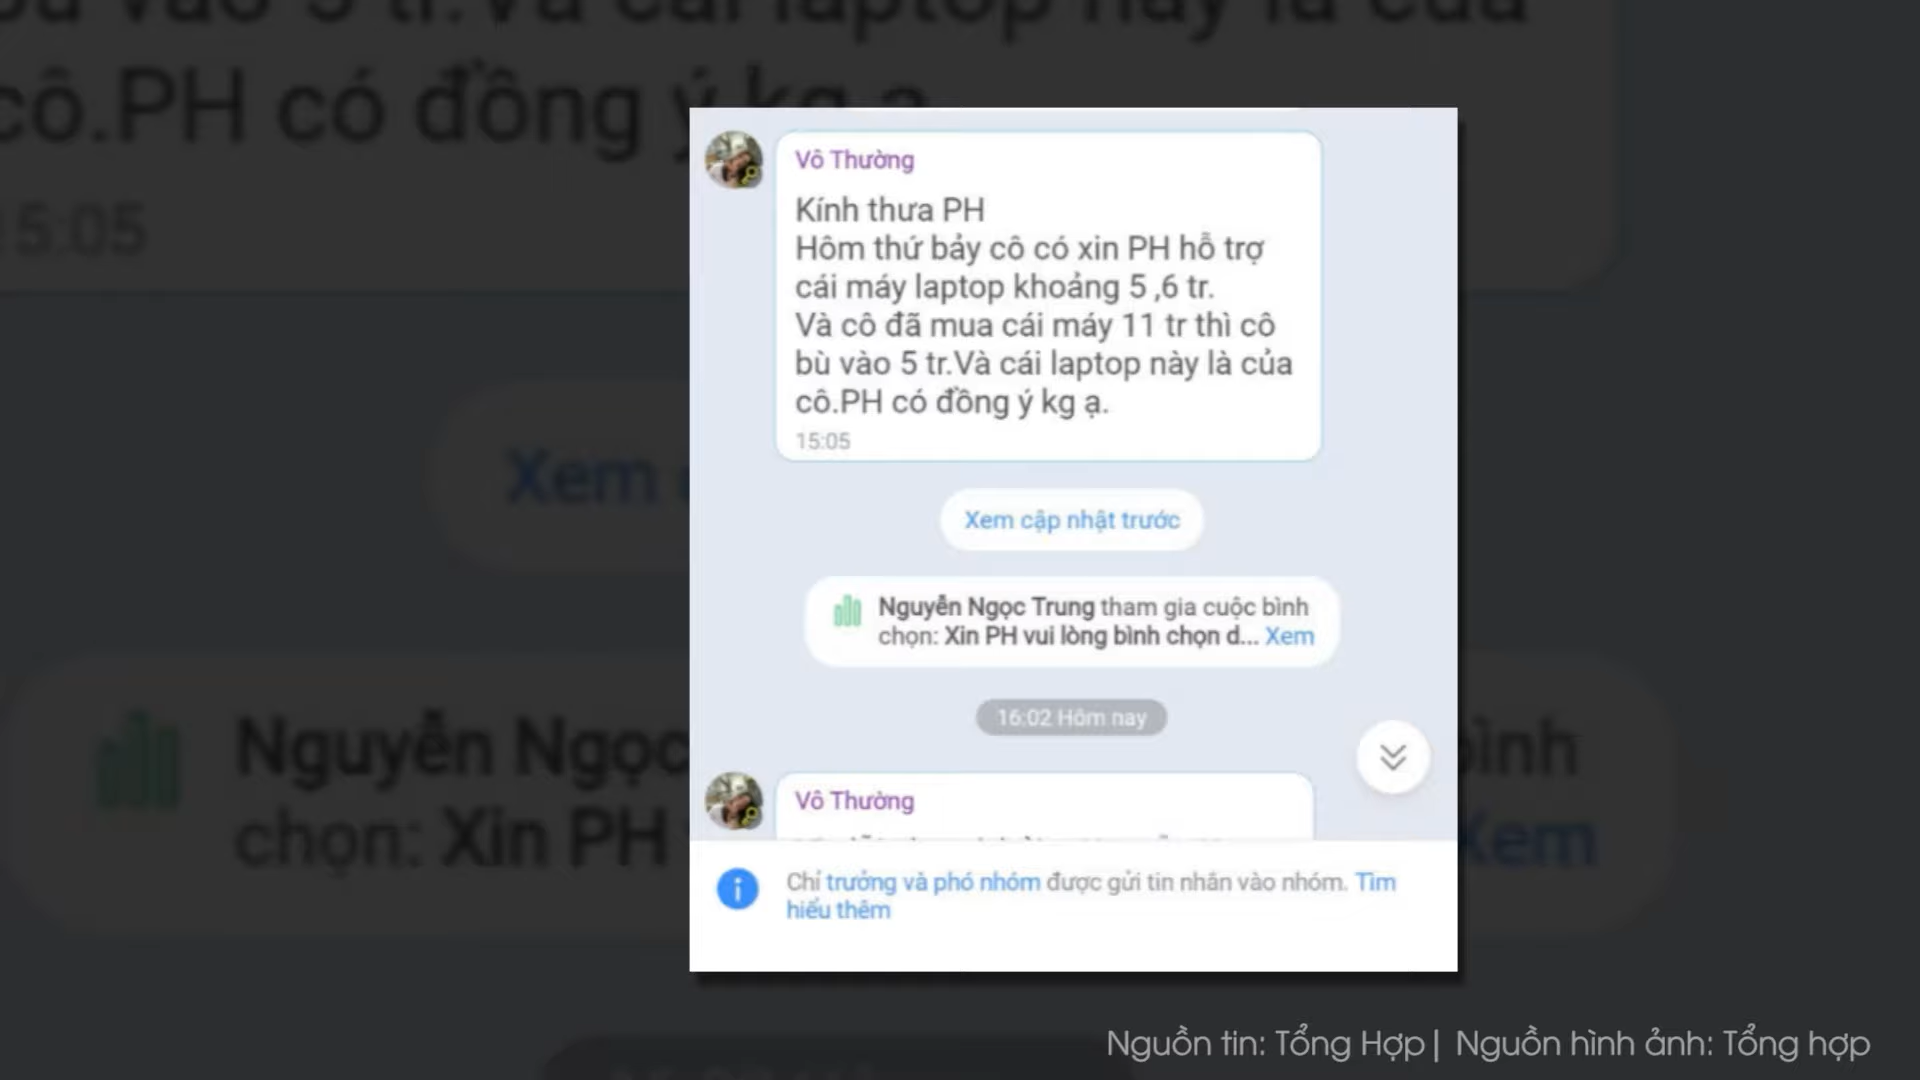 Vô Thường
Kính thưa PH
Hôm thứ bảy cô có xin PH hỗ trợ
cái máy laptop khoảng 5 ,6 tr.
Và cô đã mua cái máy 11 tr thì cô
bù vào 5 tr.Và cái laptop này là của
cô.PH có đồng ý kg ạ.
15:05
Xem cập nhật trước
Nguyễn Ngọc Trung tham gia cuộc bình
chọn: Xin PH vui lòng bình chọn d... Xem
16:02 Hôm nay
Vô Thường
Chỉ trưởng và phó nhóm được gửi tin nhắn vào nhóm. Tìm
hiểu thêm
Nguồn tin: Tổng Hợp| Nguồn hình ảnh: Tổng hợp